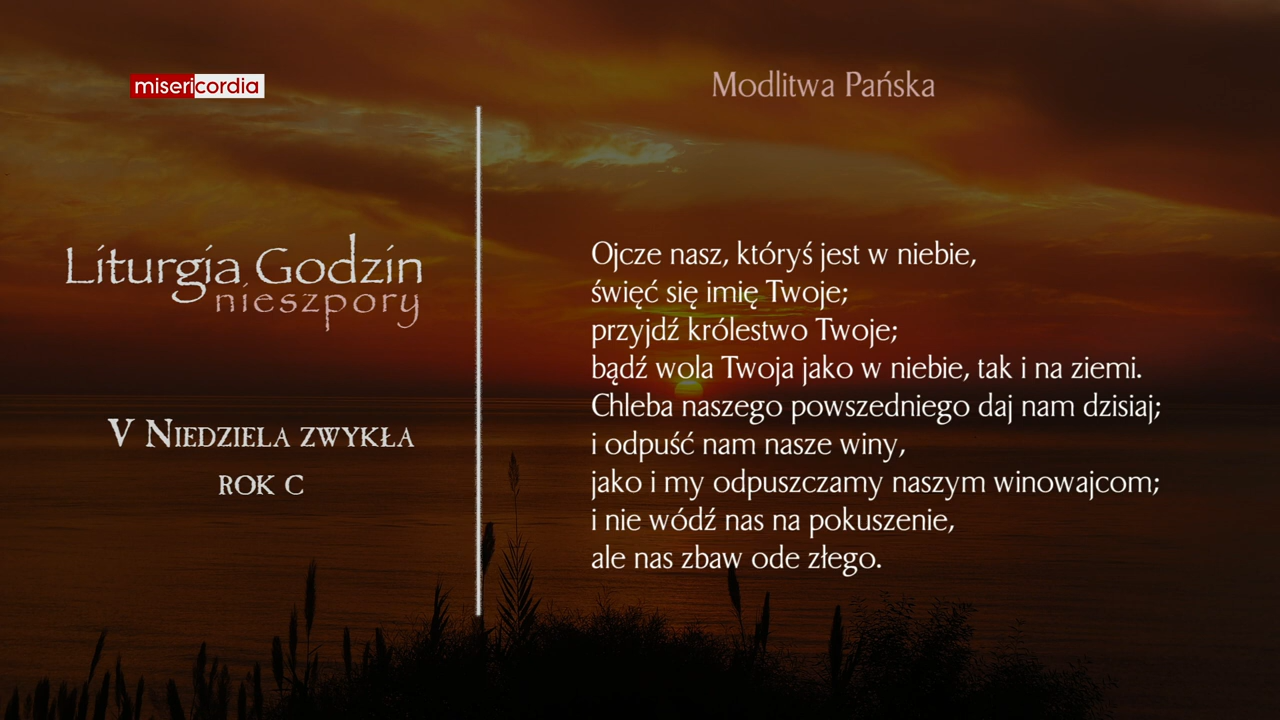 misericordia
Liturgia Godzin
nieszpory
V Niedziela zwykła
rok C
Modlitwa Pańska
Ojcze nasz, któryś jest w niebie,
święć się imię Twoje;
przyjdź królestwo Twoje;
bądź wola Twoja jako w niebie, tak i na ziemi.
Chleba naszego powszedniego daj nam dzisiaj;
i odpuść nam nasze winy,
jako i my odpuszczamy naszym winowajcom;
i nie wódź nas na pokuszenie,
ale nas zbaw ode złego.